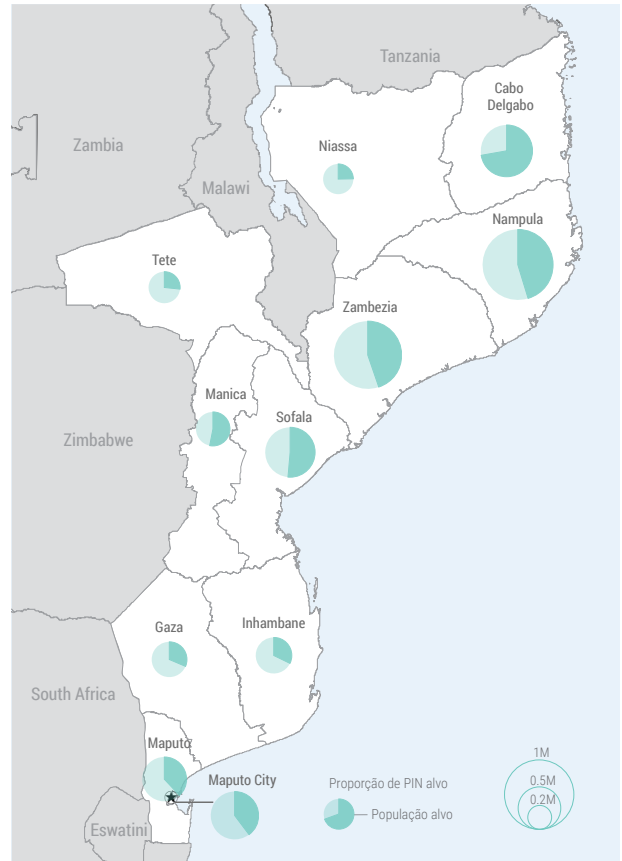 Tanzania
Cabo
Delgabo
Zambia
Niassa
Malawi
Nampula
Tete
Zambezia
Manica
Sofala
Zimbabwe
Gaza
Inhambane
South Africa
Maputo
Maputo City
Eswatini
Proporção de PIN alvo
População alvo
1M
0.5M
0.2M